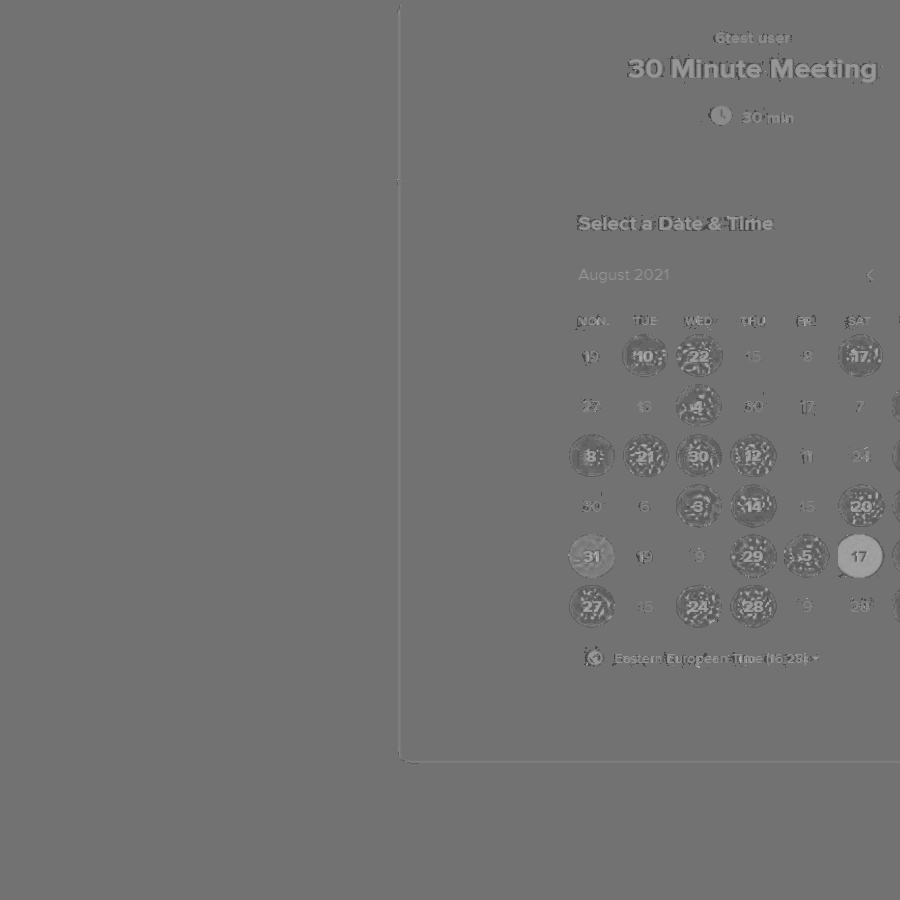 6test user
30 Minute Meeting
30 min
Select a Date & Time
August 2021
MON. TUE WED THU FRI SAT
19 10 22 15 8 17
27 15 4 30 17 7
8 21 30 12 11 24
30 6 3 14 15 20
31 19 9 29 5 17
27 15 24 28 9 28
Eastern European Time (16:28)